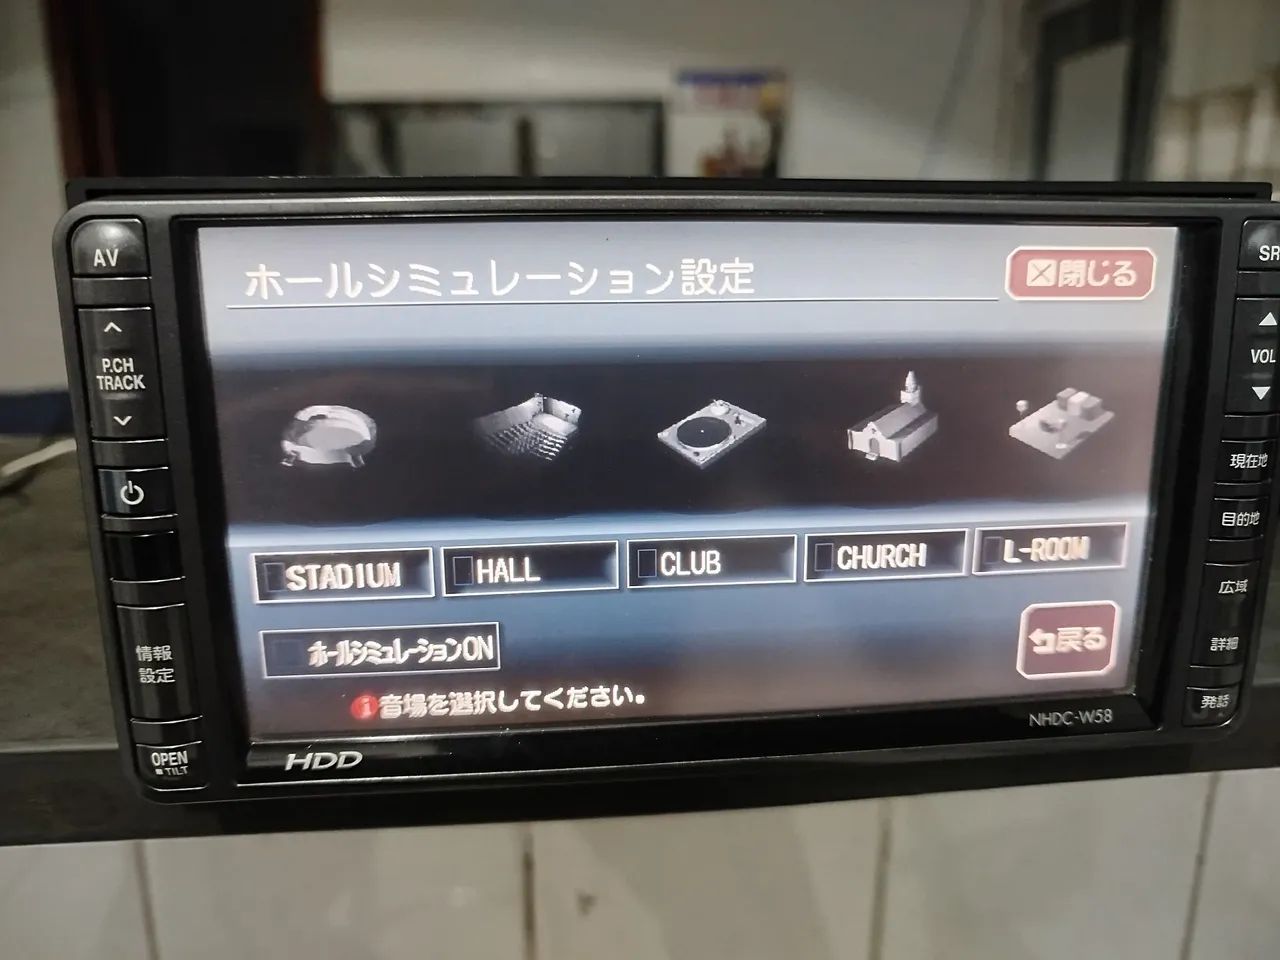 AV
P.CH
TRACK
情報
設定
OPEN
TILT
ホールシミュレーション設定
閉じる
STADIUM
HALL
CLUB
CHURCH
L-ROOM
ホールシミュレーションON
戻る
音場を選択してください。
HDD
NHDC-W58
SR
VOL
現在地
目的地
広域
詳細
発話